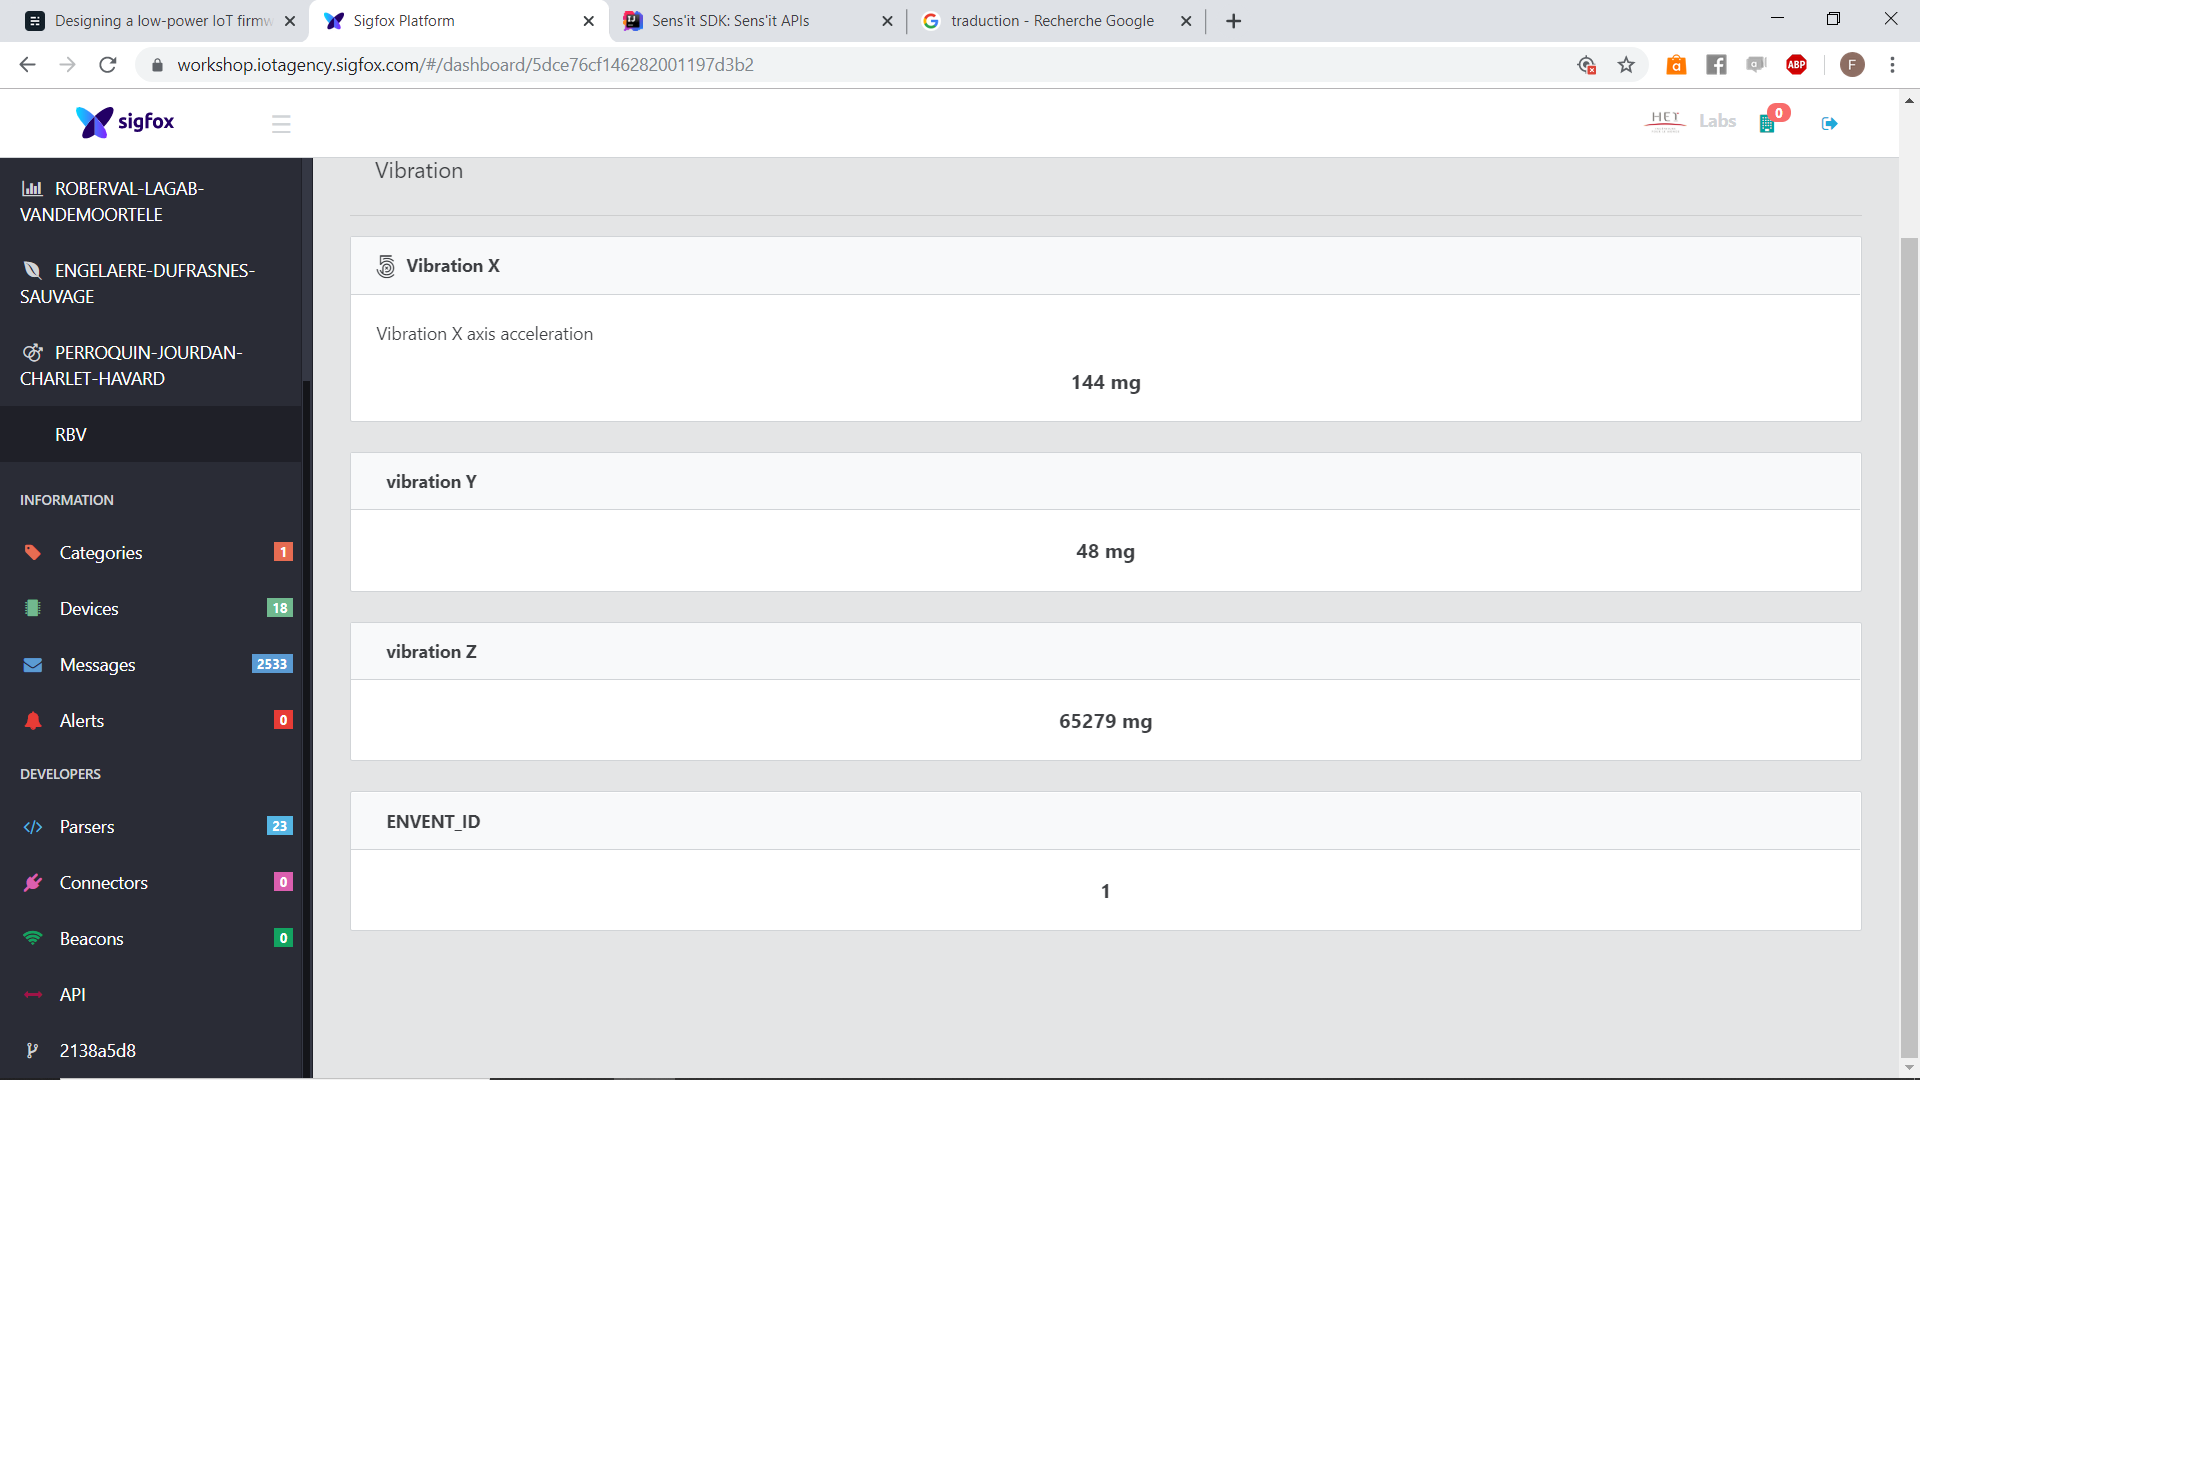 Designing a low-power IoT firmw
Sigfox Platform
Sens'it SDK: Sens'it APIs
traduction - Recherche Google
workshop.iotagency.sigfox.com/#/dashboard/5dce76cf146282001197d3b2
ABP
F
sigfox
HET
Labs
0
ROBERVAL-LAGAB-
VANDEMOORTELE
ENGELAERE-DUFRASNES-
SAUVAGE
PERROQUIN-JOURDAN-
CHARLET-HAVARD
RBV
INFORMATION
Categories 1
Devices 18
Messages 2533
Alerts 0
DEVELOPERS
Parsers 23
Connectors 0
Beacons 0
API
2138a5d8
Vibration
Vibration X
Vibration X axis acceleration
144 mg
vibration Y
48 mg
vibration Z
65279 mg
ENVENT_ID
1